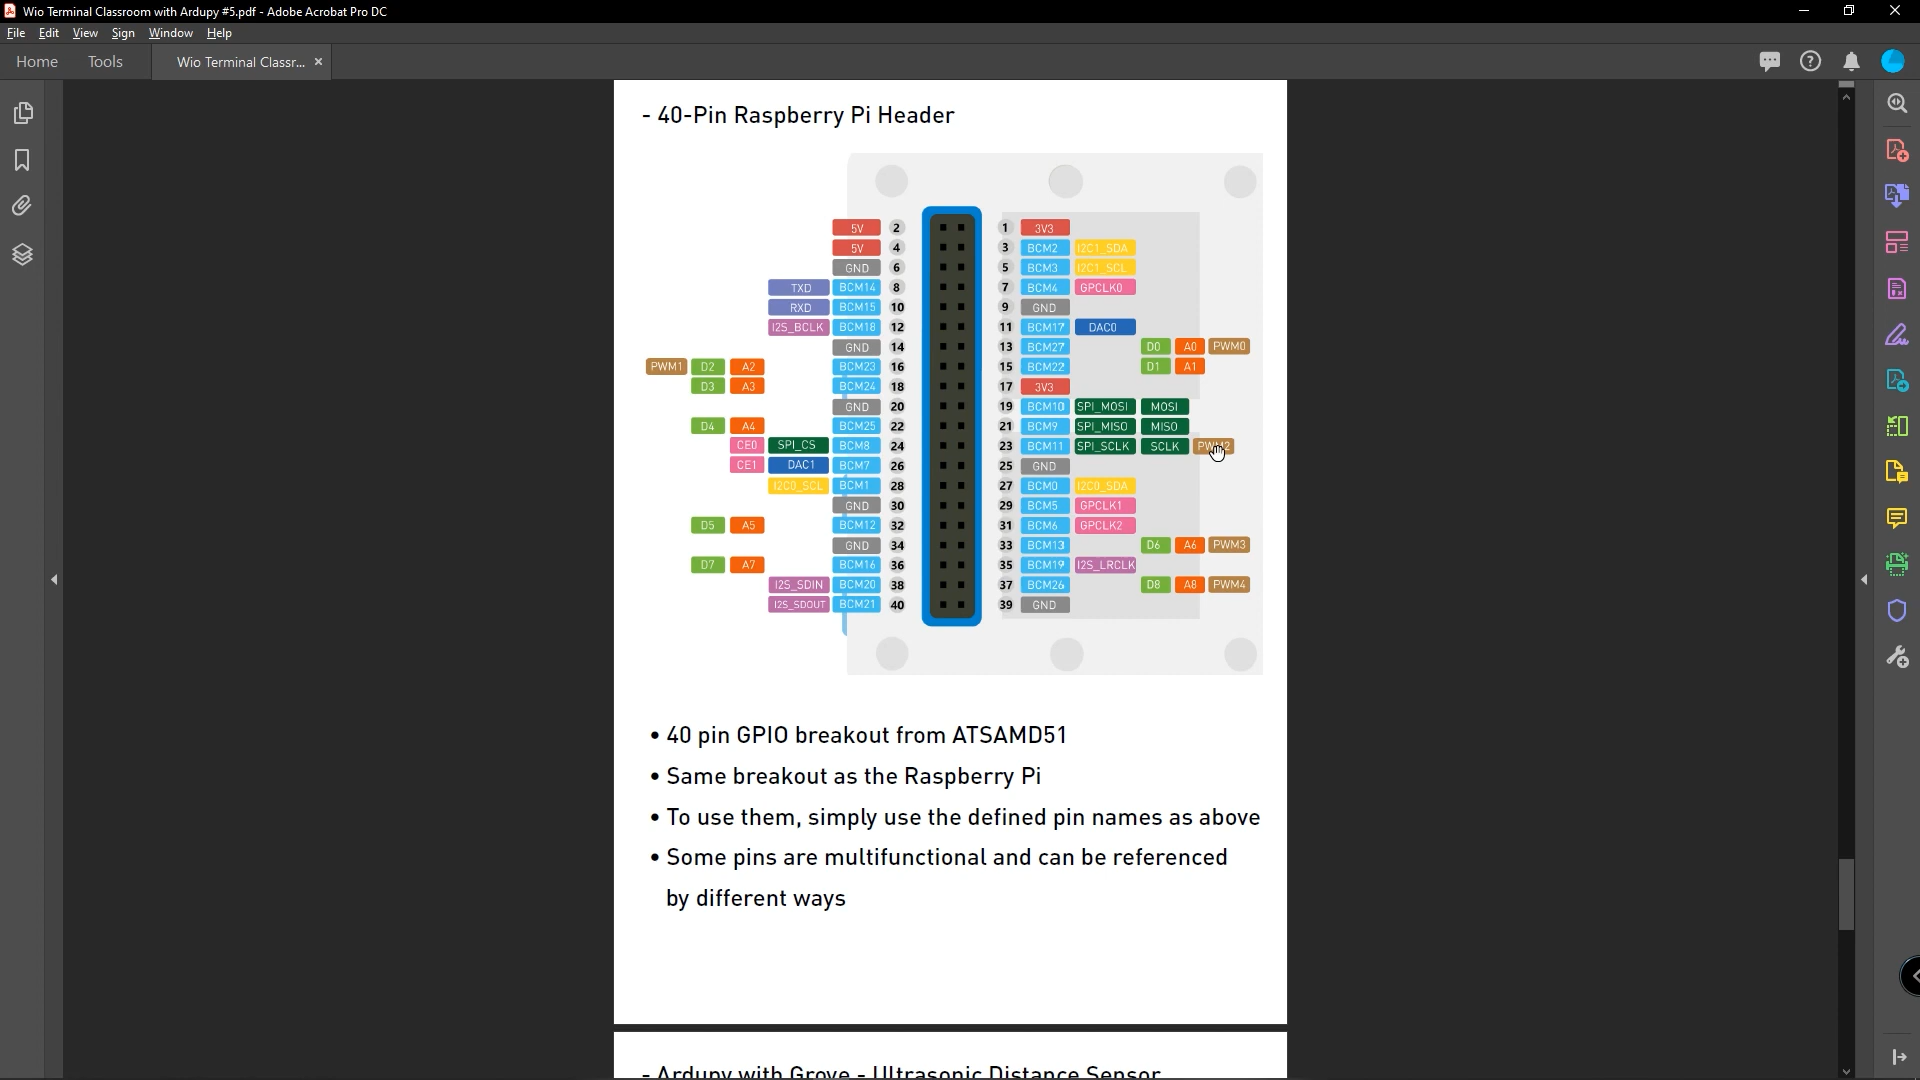 Wio Terminal Classroom with Ardupy #5.pdf - Adobe Acrobat Pro DC
File Edit View Sign Window Help
Home Tools Wio Terminal Classr...
- 40-Pin Raspberry Pi Header
5V 2 1 3V3
5V 4 3 BCM2 I2C1_SDA
GND 6 5 BCM3 I2C1_SCL
TXD BCM14 8 7 BCM4 GPCLK0
RXD BCM15 10 9 GND
I2S_BCLK BCM18 12 11 BCM17 DAC0
GND 14 13 BCM27 D0 A0 PWM0
PWM1 D2 A2 BCM23 16 15 BCM22 D1 A1
D3 A3 BCM24 18 17 3V3
GND 20 19 BCM10 SPI_MOSI MOSI
D4 A4 BCM25 22 21 BCM9 SPI_MISO MISO
CE0 SPI_CS BCM8 24 23 BCM11 SPI_SCLK SCLK PWM2
CE1 DAC1 BCM7 26 25 GND
I2C0_SCL BCM1 28 27 BCM0 I2C0_SDA
GND 30 29 BCM5 GPCLK1
D5 A5 BCM12 32 31 BCM6 GPCLK2
GND 34 33 BCM13 D6 A6 PWM3
D7 A7 BCM16 36 35 BCM19 I2S_LRCLK
I2S_SDIN BCM20 38 37 BCM26 D8 A8 PWM4
I2S_SDOUT BCM21 40 39 GND
• 40 pin GPIO breakout from ATSAMD51
• Same breakout as the Raspberry Pi
• To use them, simply use the defined pin names as above
• Some pins are multifunctional and can be referenced
by different ways
- Ardupy with Grove - Ultrasonic Distance Sensor